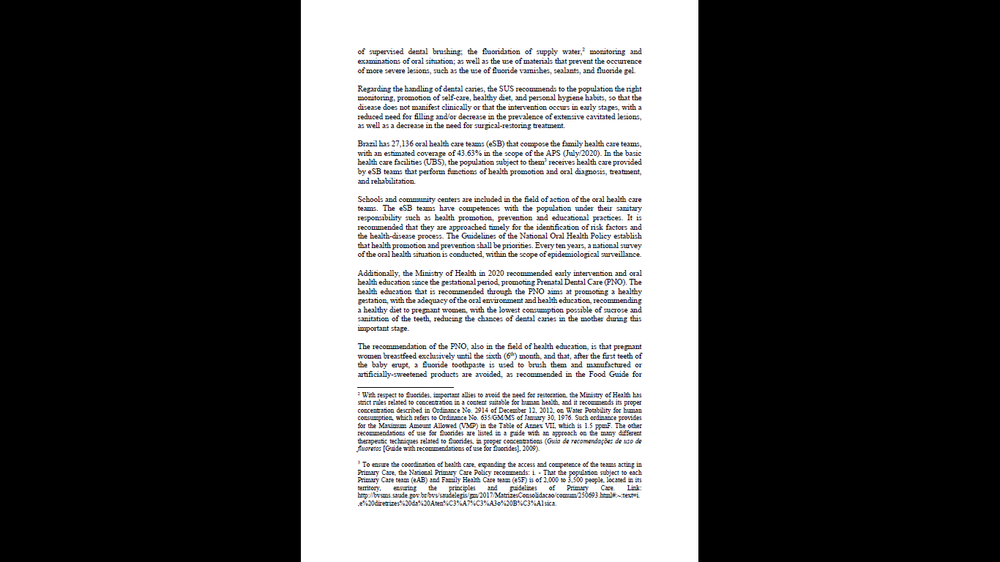 of supervised dental brushing; the fluoridation of supply water,2 monitoring and
examinations of oral situation; as well as the use of materials that prevent the occurrence
of more severe lesions, such as the use of fluoride varnishes, sealants, and fluoride gel.
Regarding the handling of dental caries, the SUS recommends to the population the right
monitoring, promotion of self-care, healthy diet, and personal hygiene habits, so that the
disease does not manifest clinically or that the intervention occurs in early stages, with a
reduced need for filling and/or decrease in the prevalence of extensive cavitated lesions,
as well as a decrease in the need for surgical-restoring treatment.
Brazil has 27,136 oral health care teams (eSB) that compose the family health care teams,
with an estimated coverage of 43.63% in the scope of the APS (July/2020). In the basic
health care facilities (UBS), the population subject to them3 receives health care provided
by eSB teams that perform functions of health promotion and oral diagnosis, treatment,
and rehabilitation.
Schools and community centers are included in the field of action of the oral health care
teams. The eSB teams have competences with the population under their sanitary
responsibility such as health promotion, prevention and educational practices. It is
recommended that they are approached timely for the identification of risk factors and
the health-disease process. The Guidelines of the National Oral Health Policy establish
that health promotion and prevention shall be priorities. Every ten years, a national survey
of the oral health situation is conducted, within the scope of epidemiological surveillance.
Additionally, the Ministry of Health in 2020 recommended early intervention and oral
health education since the gestational period, promoting Prenatal Dental Care (PNO). The
health education that is recommended through the PNO aims at promoting a healthy
gestation, with the adequacy of the oral environment and health education, recommending
a healthy diet to pregnant women, with the lowest consumption possible of sucrose and
sanitation of the teeth, reducing the chances of dental caries in the mother during this
important stage.
The recommendation of the PNO, also in the field of health education, is that pregnant
women breastfeed exclusively until the sixth (6th) month, and that, after the first teeth of
the baby erupt, a fluoride toothpaste is used to brush them and manufactured or
artificially-sweetened products are avoided, as recommended in the Food Guide for
2 With respect to fluorides, important allies to avoid the need for restoration, the Ministry of Health has
strict rules related to concentration in a content suitable for human health, and it recommends its proper
concentration described in Ordinance No. 2914 of December 12, 2012, on Water Potability for human
consumption, which refers to Ordinance No. 635/GM/MS of January 30, 1976. Such ordinance provides
for the Maximum Amount Allowed (VMP) in the Table of Annex VII, which is 1.5 ppmF. The other
recommendations of use for fluorides are listed in a guide with an approach on the many different
therapeutic techniques related to fluorides, in proper concentrations (Guia de recomendações de uso de
fluoretos [Guide with recommendations of use for fluorides], 2009).
3 To ensure the coordination of health care, expanding the access and competence of the teams acting in
Primary Care, the National Primary Care Policy recommends: i. - That the population subject to each
Primary Care team (eAB) and Family Health Care team (eSF) is of 2,000 to 3,500 people, located in its
territory, ensuring the principles and guidelines of Primary Care. Link:
http://bvsms.saude.gov.br/bvs/saudelegis/gm/2017/MatrizesConsolidacao/comum/250693.html#:~:text=i.
,e%20diretrizes%20da%20Aten%C3%A7%C3%A3o%20B%C3%A1sica.